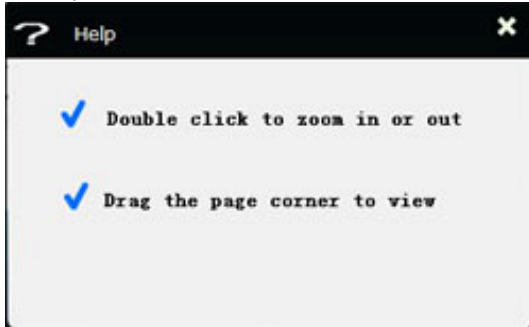 Help
Double click to zoom in or out
Drag the page corner to view